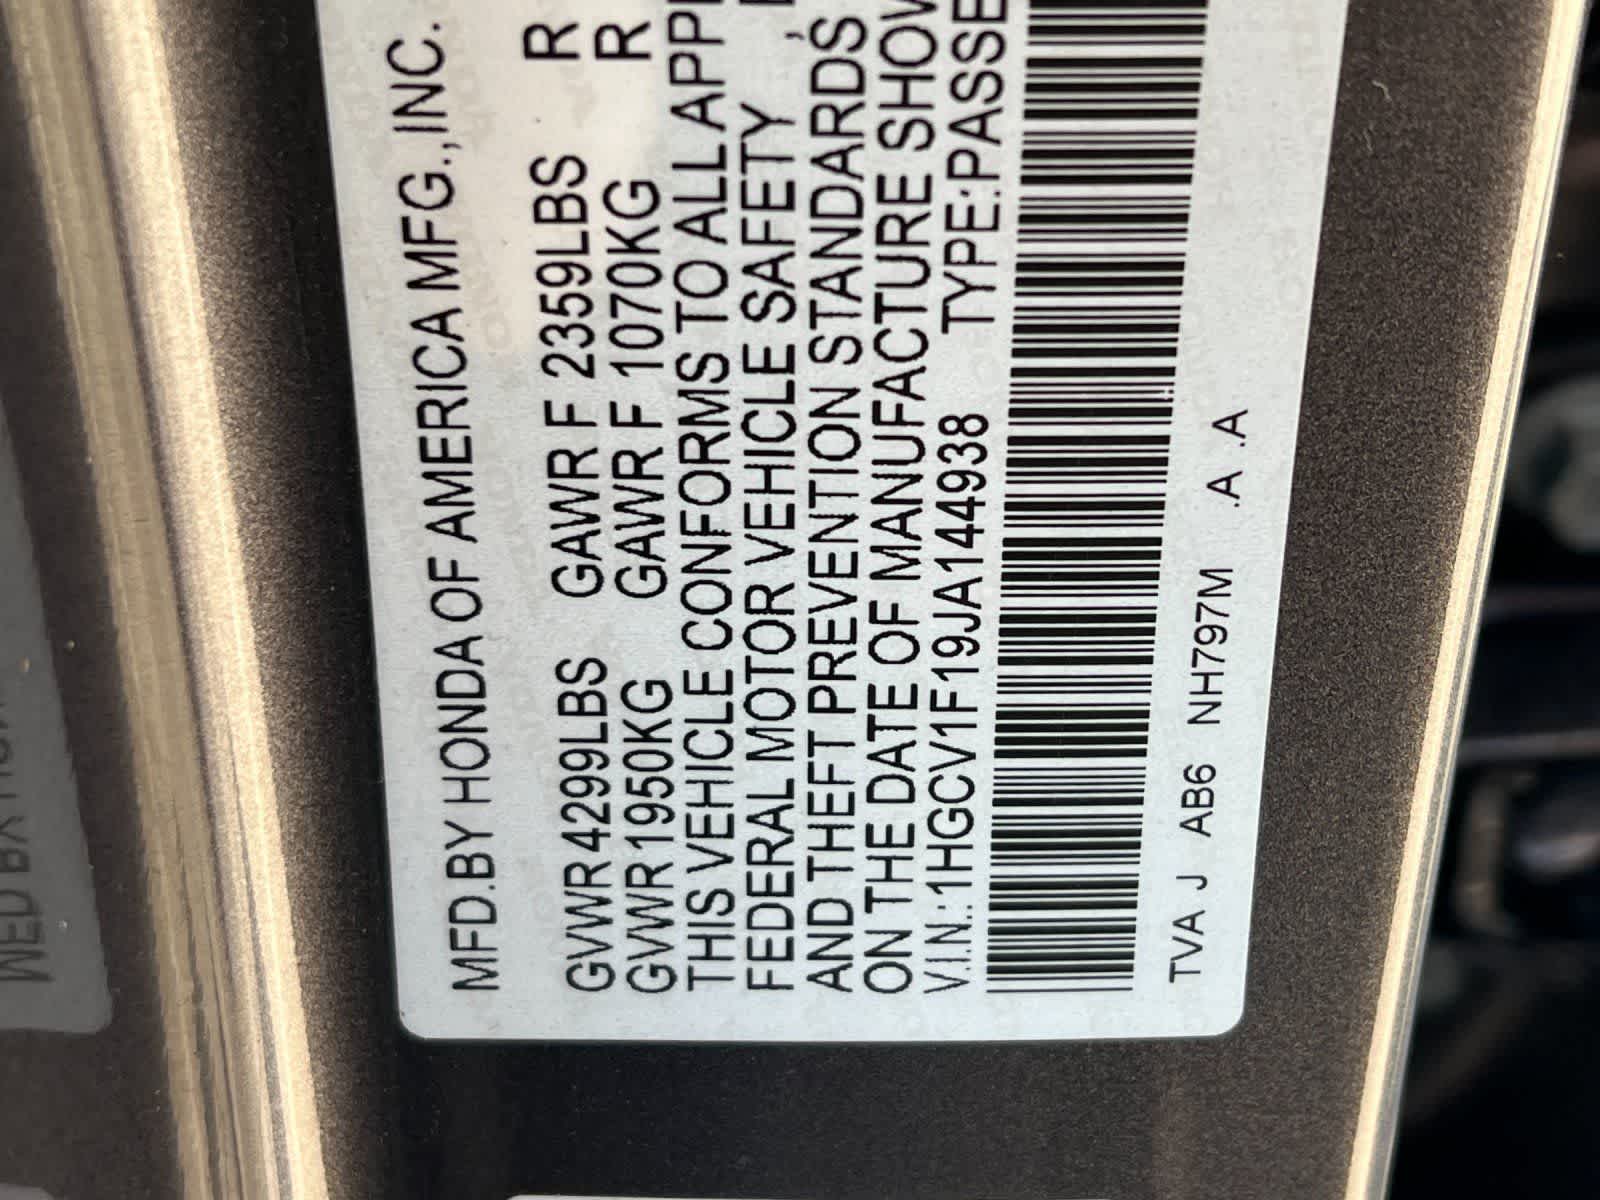 MFD.BY HONDA OF AMERICA MFG.,INC.
GVWR 4299LBS GAWR F 2359LBS R
GVWR 1950KG GAWR F 1070KG R
THIS VEHICLE CONFORMS TO ALL APPL
FEDERAL MOTOR VEHICLE SAFETY ,
AND THEFT PREVENTION STANDARDS
ON THE DATE OF MANUFACTURE SHOW
V.I.N.:1HGCV1F19JA144938 TYPE:PASSE
TVA J AB6 NH797M .A .A